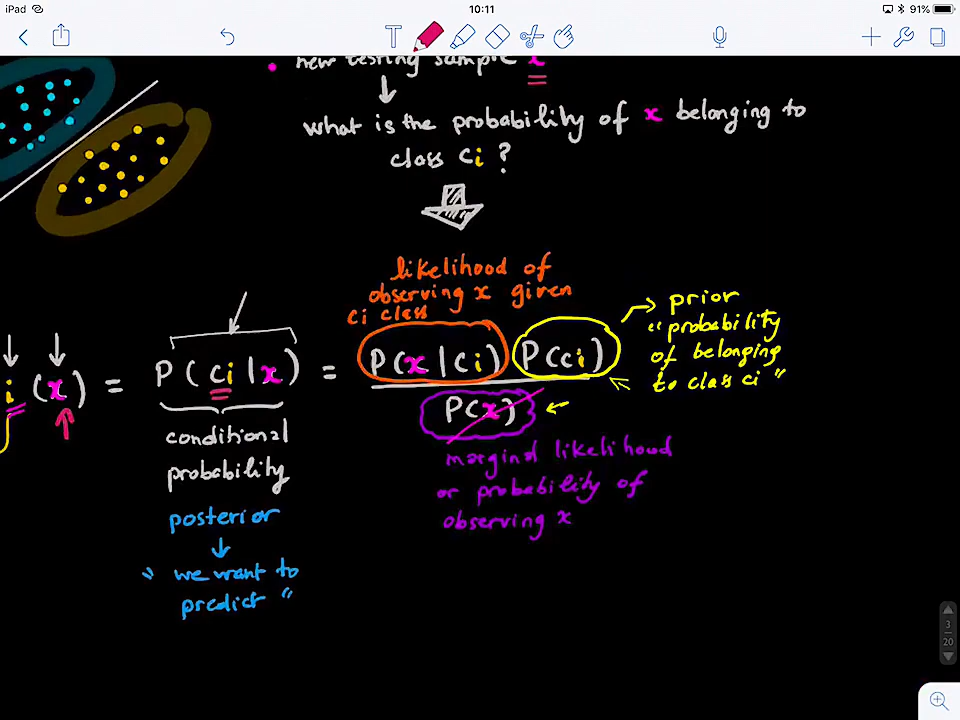 iPad
10:11
91%
T
new testing sample x
what is the probability of x belonging to
class ci ?
likelihood of
observing x given
ci class
prior
"probability
of belonging
to class ci"
i (x) = P(ci|x) = P(x|ci) P(ci)
P(x)
conditional
probability
posterior
"we want to
predict"
marginal likelihood
or probability of
observing x
3
20